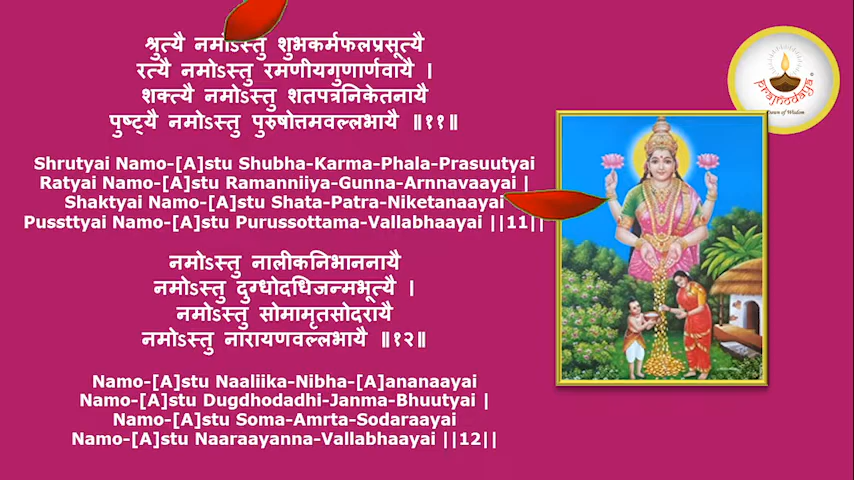 श्रुत्यै नमोऽस्तु शुभकर्मफलप्रसूत्यै
रत्यै नमोऽस्तु रमणीयगुणार्णवायै ।
शक्त्यै नमोऽस्तु शतपत्रनिकेतनायै
पुष्ट्यै नमोऽस्तु पुरुषोत्तमवल्लभायै ॥११॥
Shrutyai Namo-[A]stu Shubha-Karma-Phala-Prasuutyai
Ratyai Namo-[A]stu Ramanniiya-Gunna-Arnnavaayai |
Shaktyai Namo-[A]stu Shata-Patra-Niketanaayai
Pussttyai Namo-[A]stu Purussottama-Vallabhaayai ||11||
नमोऽस्तु नालीकनिभाननायै
नमोऽस्तु दुग्धोदधिजन्मभूत्यै ।
नमोऽस्तु सोमामृतसोदरायै
नमोऽस्तु नारायणवल्लभायै ॥१२॥
Namo-[A]stu Naaliika-Nibha-[A]ananaayai
Namo-[A]stu Dugdhodadhi-Janma-Bhuutyai |
Namo-[A]stu Soma-Amrta-Sodaraayai
Namo-[A]stu Naaraayanna-Vallabhaayai ||12||
prajnodaya
Dawn of Wisdom